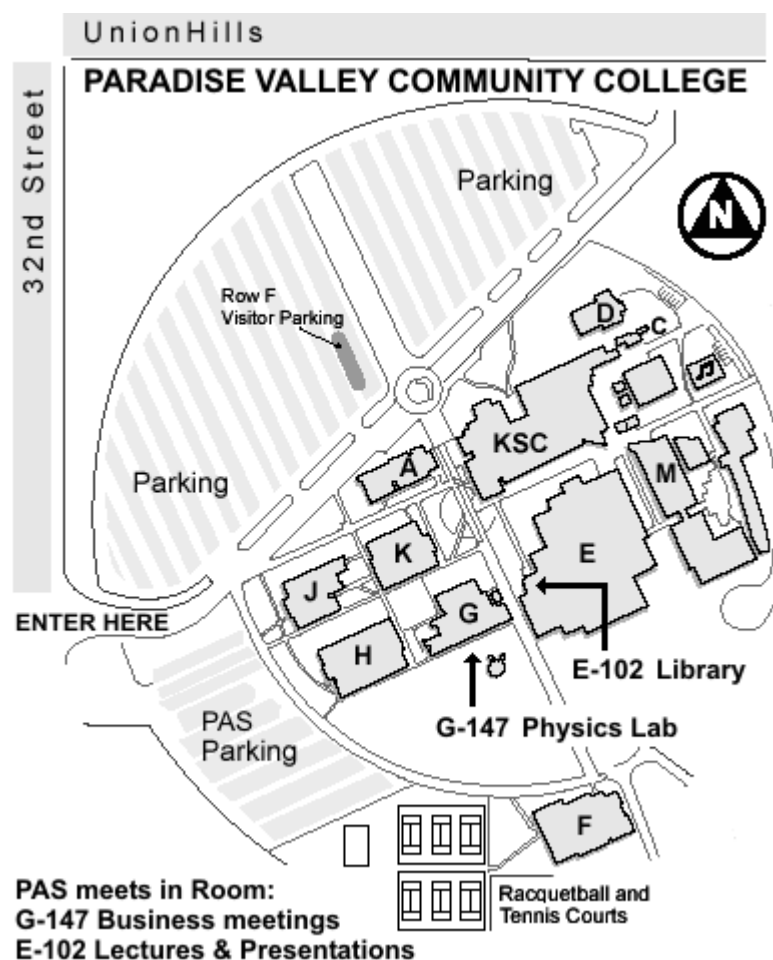 UnionHills
32nd Street
PARADISE VALLEY COMMUNITY COLLEGE
Parking
N
Row F
Visitor Parking
D
C
KSC
A
M
Parking
K
E
J
G
ENTER HERE
H
E-102 Library
PAS
Parking
G-147 Physics Lab
F
PAS meets in Room:
G-147 Business meetings
E-102 Lectures & Presentations
Racquetball and
Tennis Courts